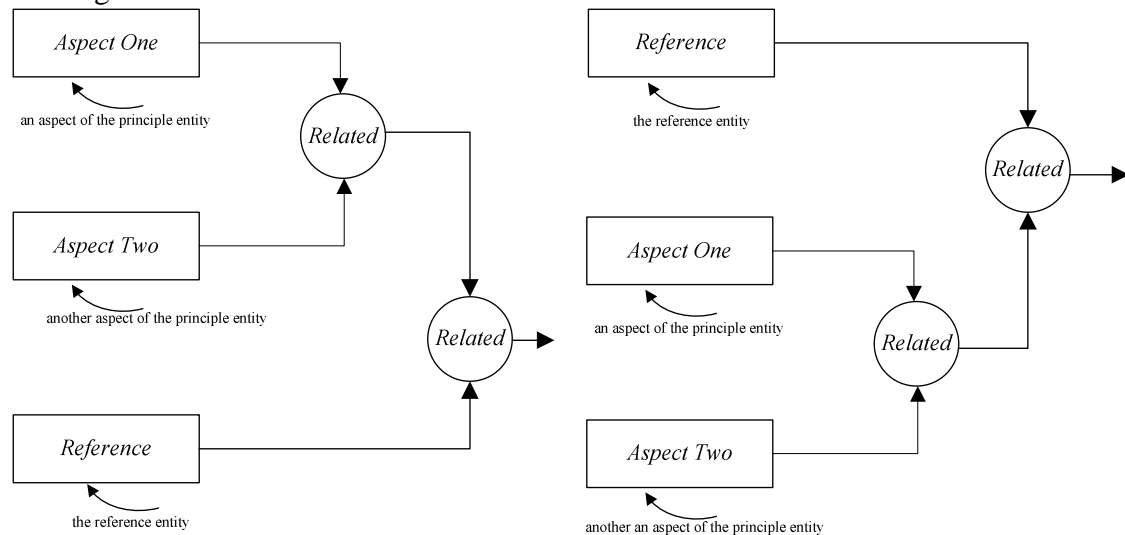 Aspect One
an aspect of the principle entity
Related
Aspect Two
another aspect of the principle entity
Related
Reference
the reference entity
Reference
the reference entity
Related
Aspect One
an aspect of the principle entity
Related
Aspect Two
another an aspect of the principle entity